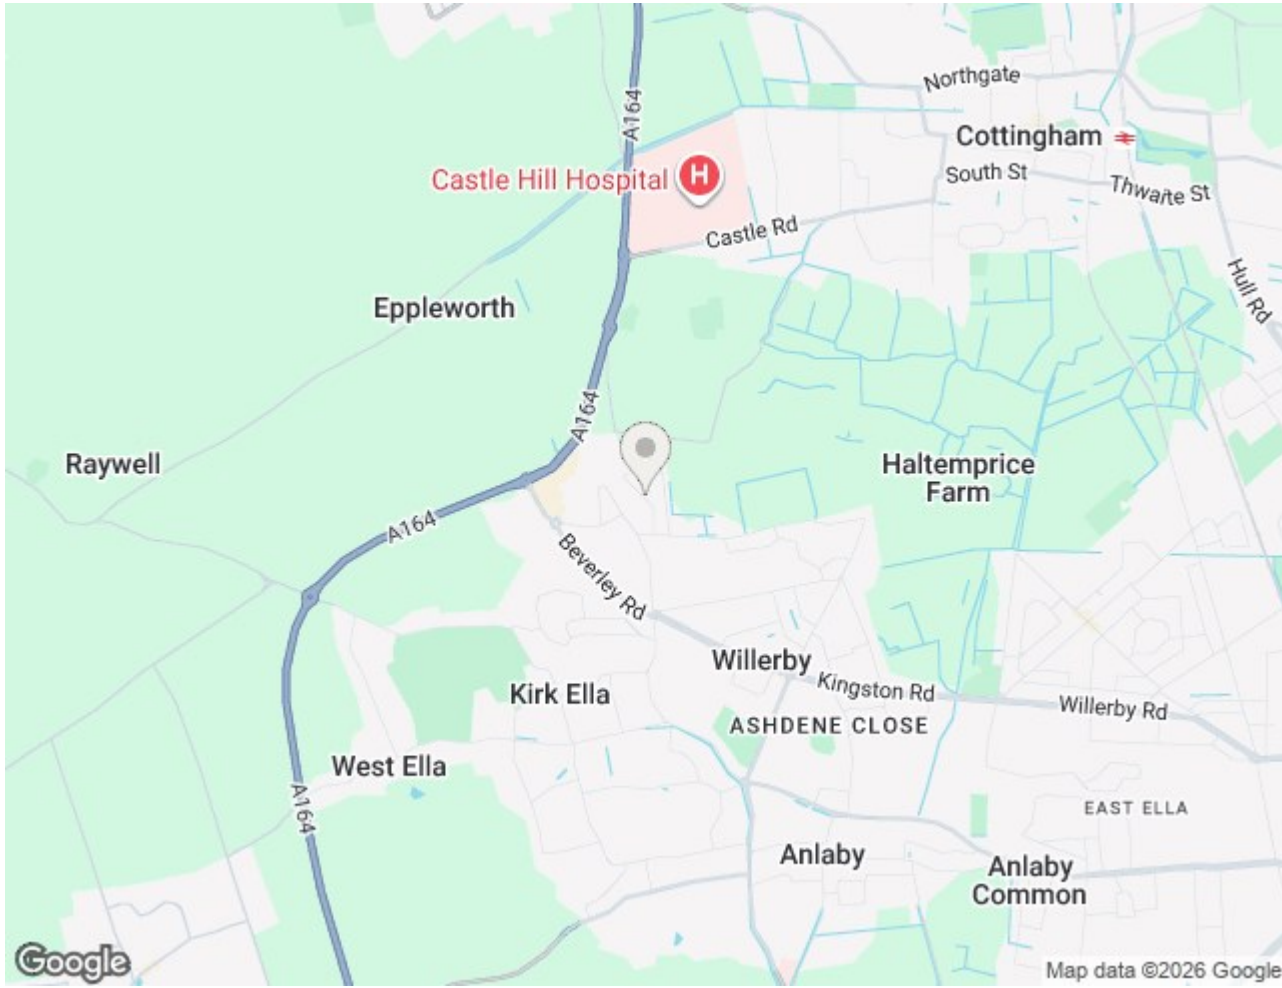 Northgate
A164
Cottingham
Castle Hill Hospital
H
South St
Thwaite St
Castle Rd
Hull Rd
Eppleworth
A164
Raywell
Haltemprice
Farm
A164
Beverley Rd
Willerby
Kingston Rd
Kirk Ella
Willerby Rd
ASHDENE CLOSE
West Ella
A164
EAST ELLA
Anlaby
Anlaby
Common
Google
Map data ©2026 Google